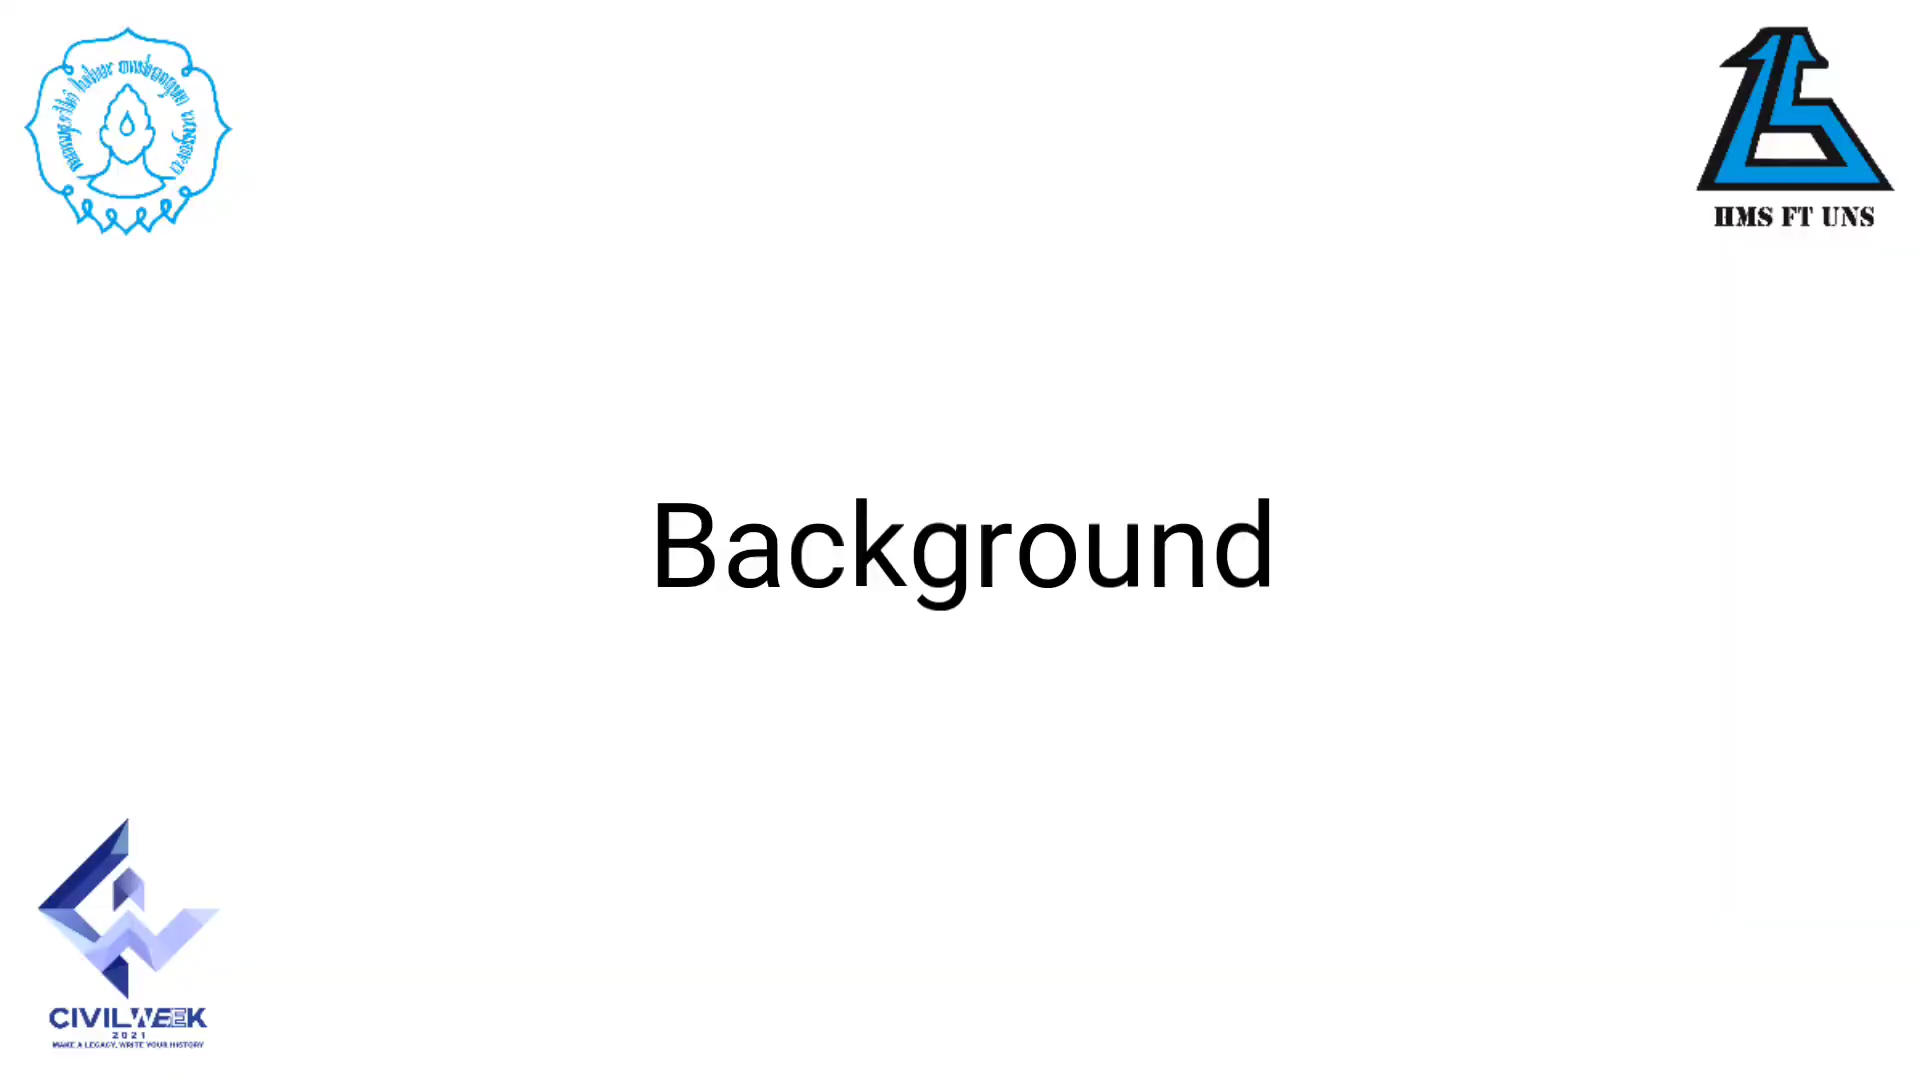 HMS FT UNS
Background
CIVILWEEK
2021
MAKE A LEGACY, WRITE YOUR HISTORY